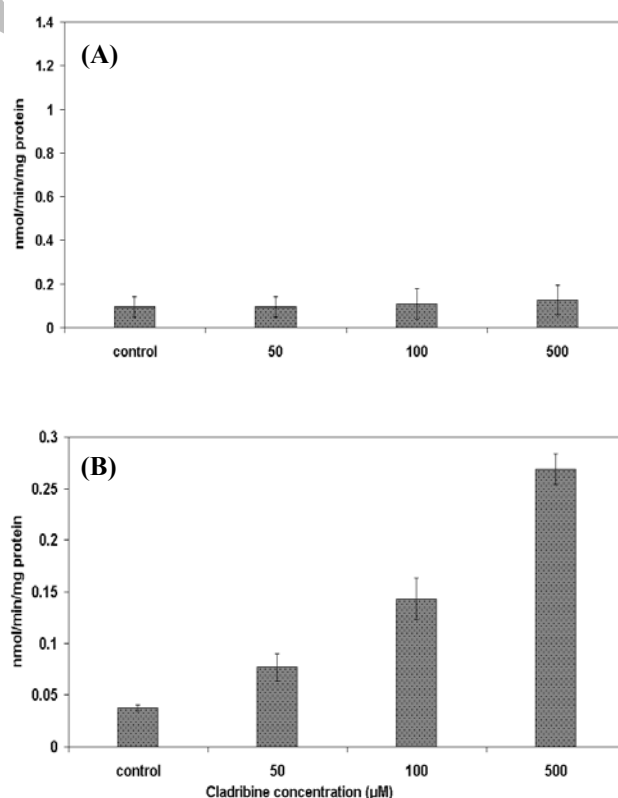 (A)
nmol/min/mg protein
1.4
1.2
1
0.8
0.6
0.4
0.2
0
control 50 100 500
(B)
nmol/min/mg protein
0.3
0.25
0.2
0.15
0.1
0.05
0
control 50 100 500
Cladribine concentration (µM)